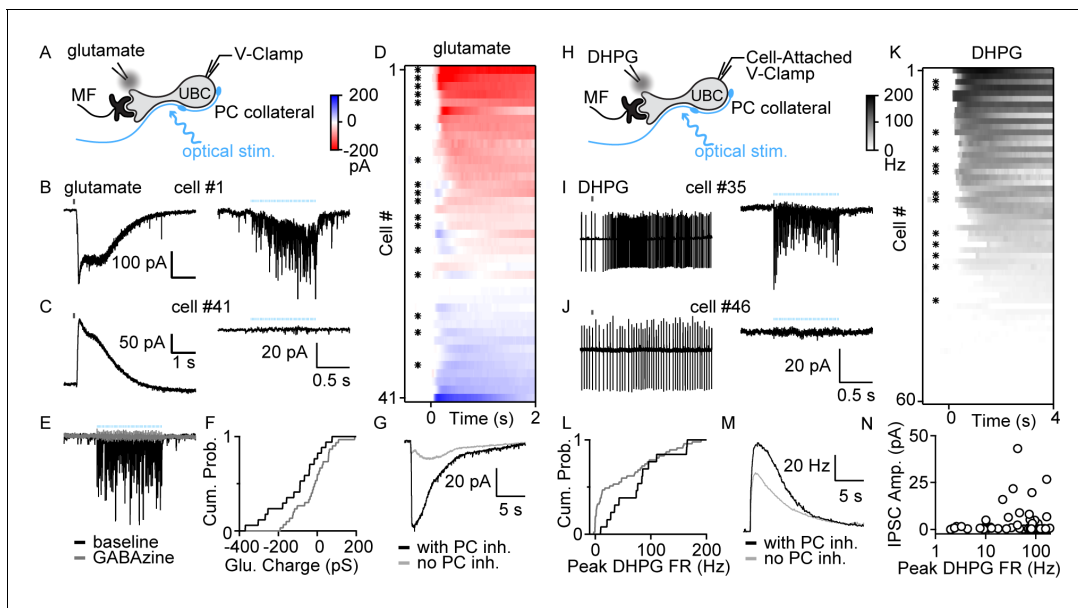 A
glutamate
V-Clamp
MF
UBC
PC collateral
optical stim.
200
0
-200
pA
B
glutamate
cell #1
100 pA
C
cell #41
50 pA
1 s
20 pA
0.5 s
D
glutamate
1
Cell #
41
0
Time (s)
2
E
baseline
GABAzine
F
Cum. Prob.
1
0
-400
-200
0
200
Glu. Charge (pS)
G
20 pA
5 s
with PC inh.
no PC inh.
H
DHPG
Cell-Attached
V-Clamp
MF
UBC
PC collateral
optical stim.
200
100
0
Hz
I
DHPG
cell #35
J
cell #46
20 pA
0.5 s
K
DHPG
1
Cell #
60
0
Time (s)
4
L
Cum. Prob.
1
0
0
100
200
Peak DHPG FR (Hz)
M
20 Hz
5 s
with PC inh.
no PC inh.
N
IPSC Amp. (pA)
50
25
0
1
10
100
Peak DHPG FR (Hz)